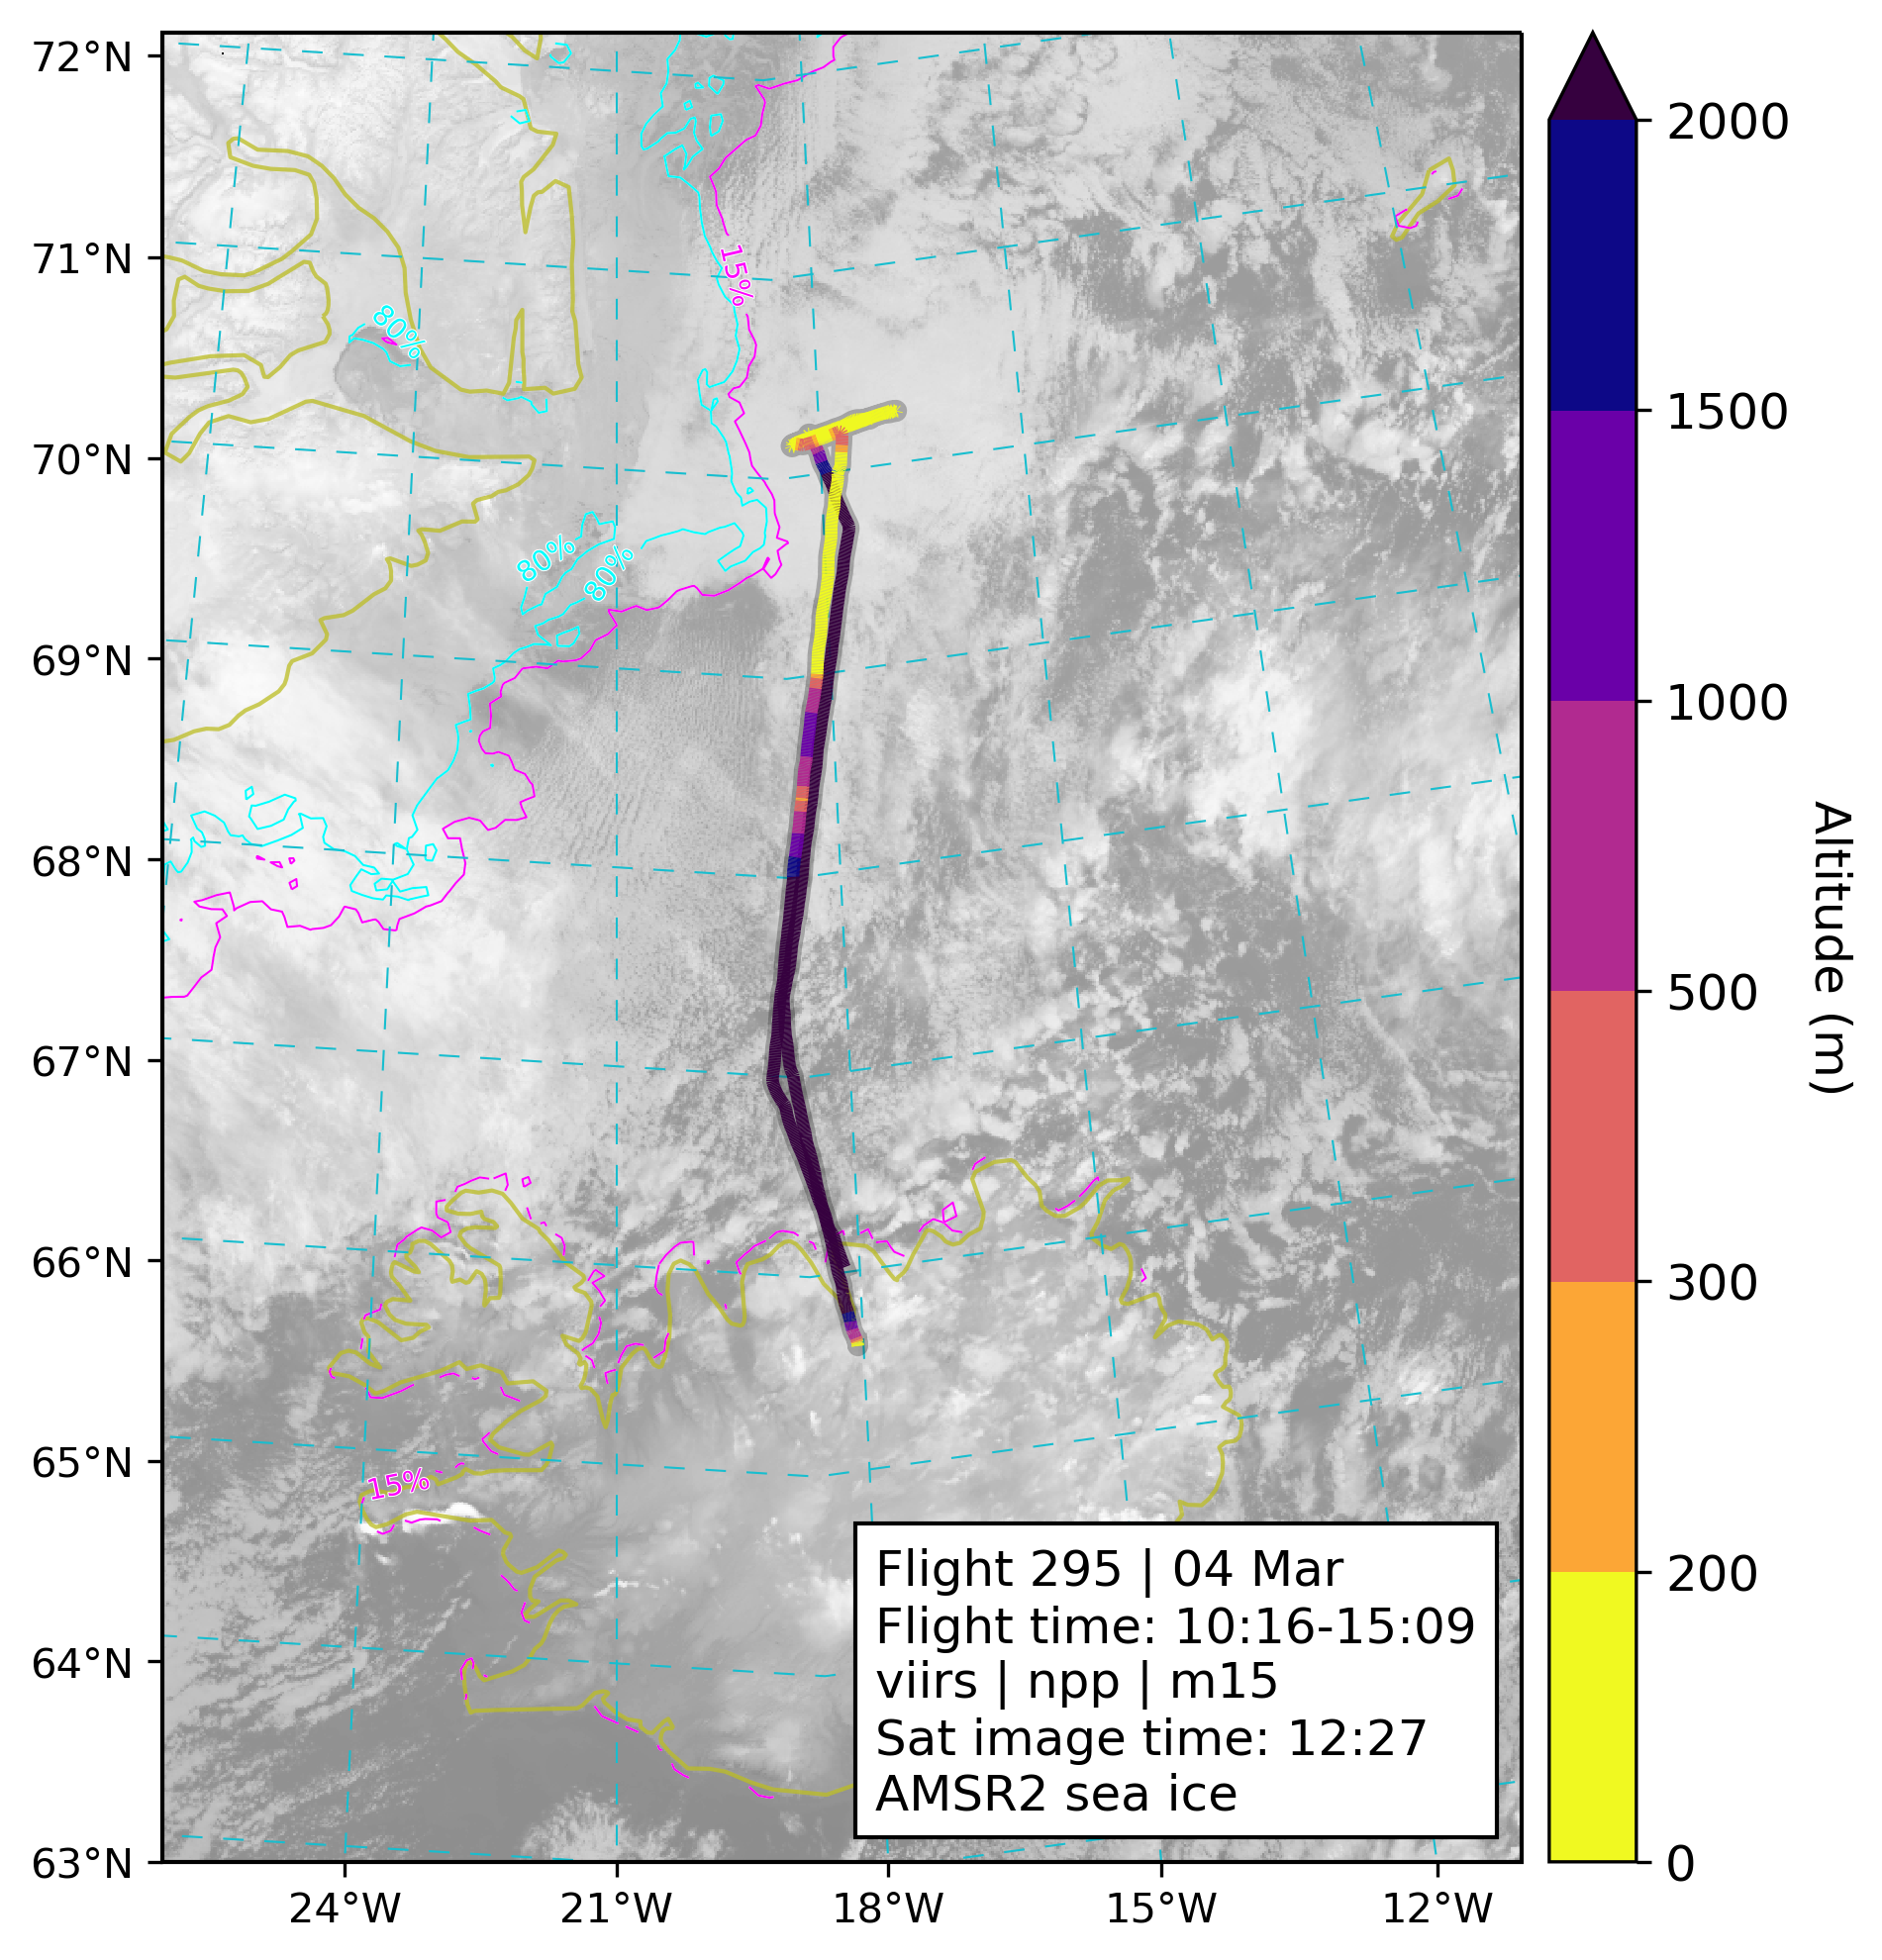 72°N
71°N
70°N
69°N
68°N
67°N
66°N
65°N
64°N
63°N
24°W
21°W
18°W
15°W
12°W
15%
80%
80%
80%
15%
Flight 295 | 04 Mar
Flight time: 10:16-15:09
viirs | npp | m15
Sat image time: 12:27
AMSR2 sea ice
2000
1500
1000
500
300
200
0
Altitude (m)